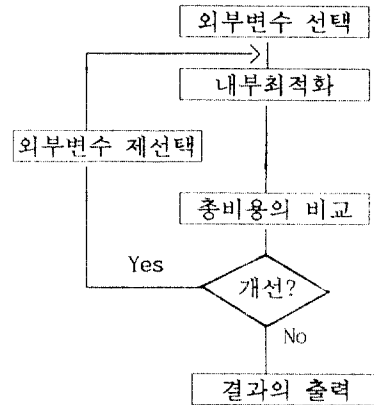 외부변수 선택
내부최적화
외부변수 제선택
총비용의 비교
Yes
개선?
No
결과의 출력